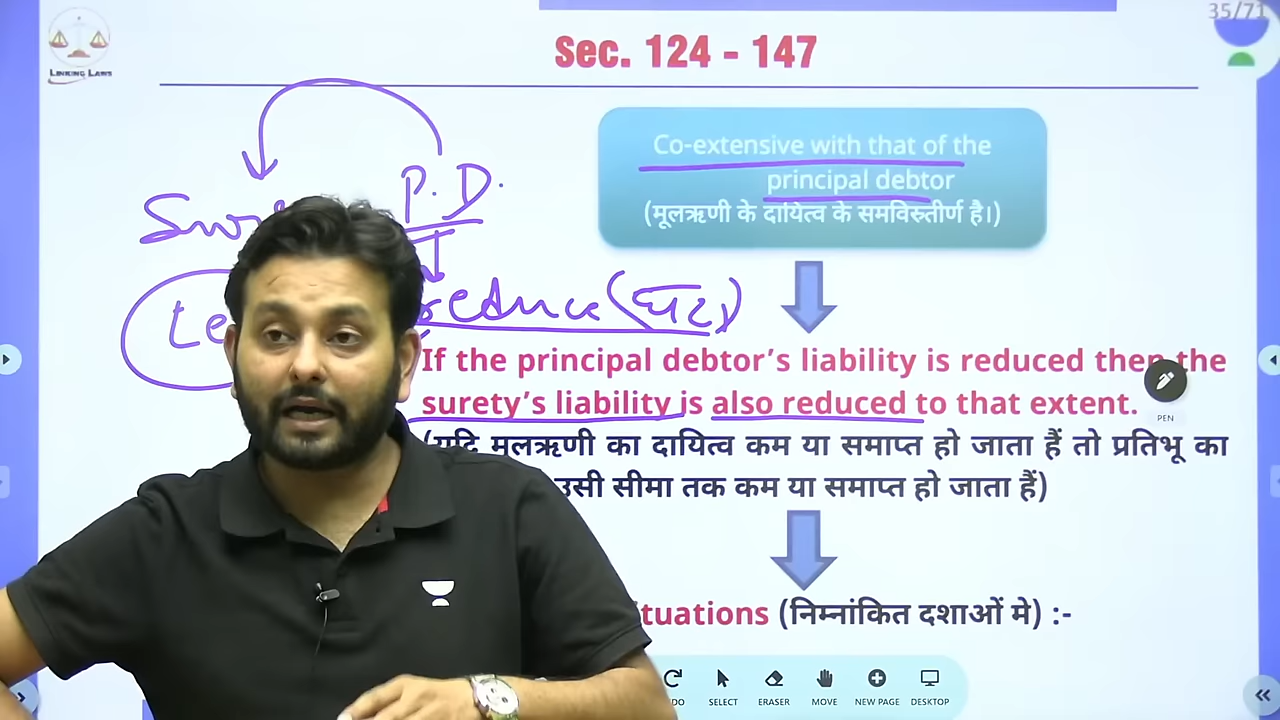 35/71
LINKING LAWS
Sec. 124 - 147
Co-extensive with that of the
principal debtor
(मूलऋणी के दायित्व के समविस्तीर्ण है।)
P. D.
reduce (घट)
If the principal debtor's liability is reduced then the
surety's liability is also reduced to that extent.
(यदि मूलऋणी का दायित्व कम या समाप्त हो जाता हैं तो प्रतिभू का
उसी सीमा तक कम या समाप्त हो जाता हैं)
tuations (निम्नांकित दशाओं मे) :-
PEN
DO SELECT ERASER MOVE NEW PAGE DESKTOP